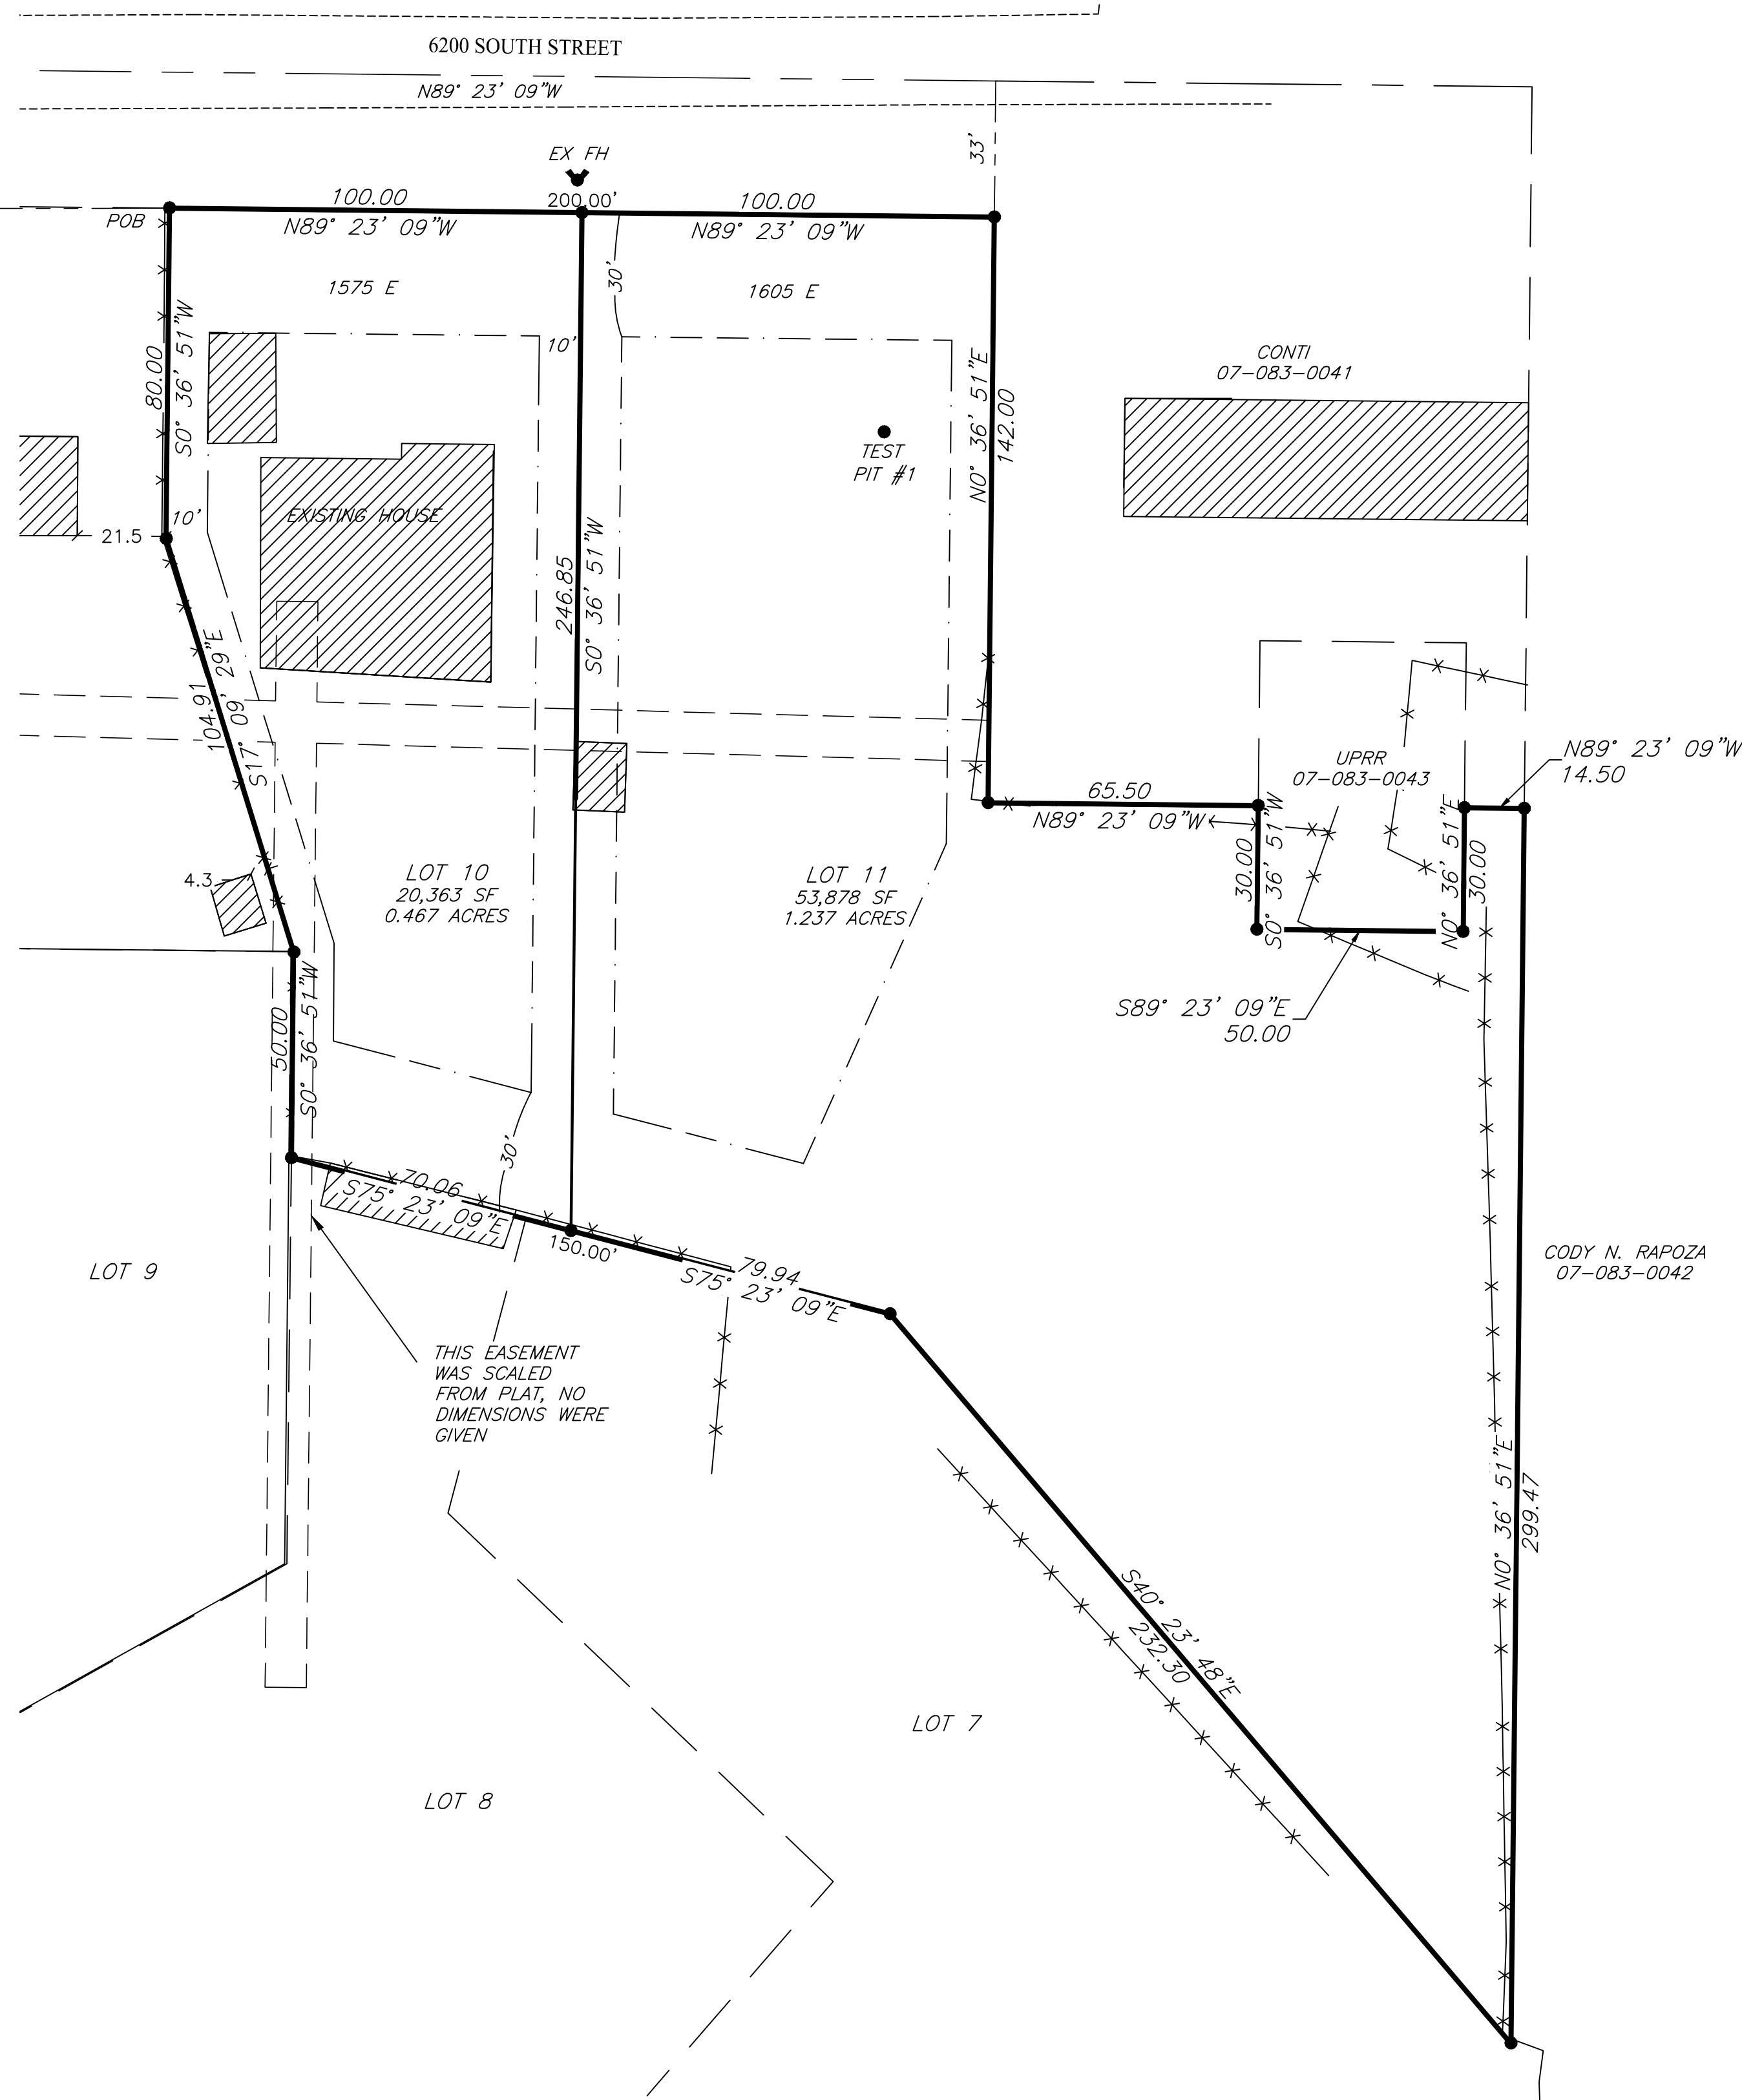 6200 SOUTH STREET
N89° 23' 09"W
33'
EX FH
100.00
200.00'
100.00
POB
N89° 23' 09"W
N89° 23' 09"W
1575 E
1605 E
30'
10'
80.00
S0° 36' 51"W
N0° 36' 51"E
142.00
CONTI
07-083-0041
TEST
PIT #1
EXISTING HOUSE
10'
21.5
246.85
S0° 36' 51"W
104.91
S17° 09' 29"E
UPRR
07-083-0043
N89° 23' 09"W
14.50
65.50
N89° 23' 09"W
30.00
S0° 36' 51"W
N0° 36' 51"E
30.00
4.3
LOT 10
20,363 SF
0.467 ACRES
LOT 11
53,878 SF
1.237 ACRES
S89° 23' 09"E
50.00
50.00
S0° 36' 51"W
30'
70.06
S75° 23' 09"E
150.00'
79.94
S75° 23' 09"E
LOT 9
CODY N. RAPOZA
07-083-0042
THIS EASEMENT
WAS SCALED
FROM PLAT, NO
DIMENSIONS WERE
GIVEN
N0° 36' 51"E
299.47
S40° 23' 48"E
232.30
LOT 7
LOT 8